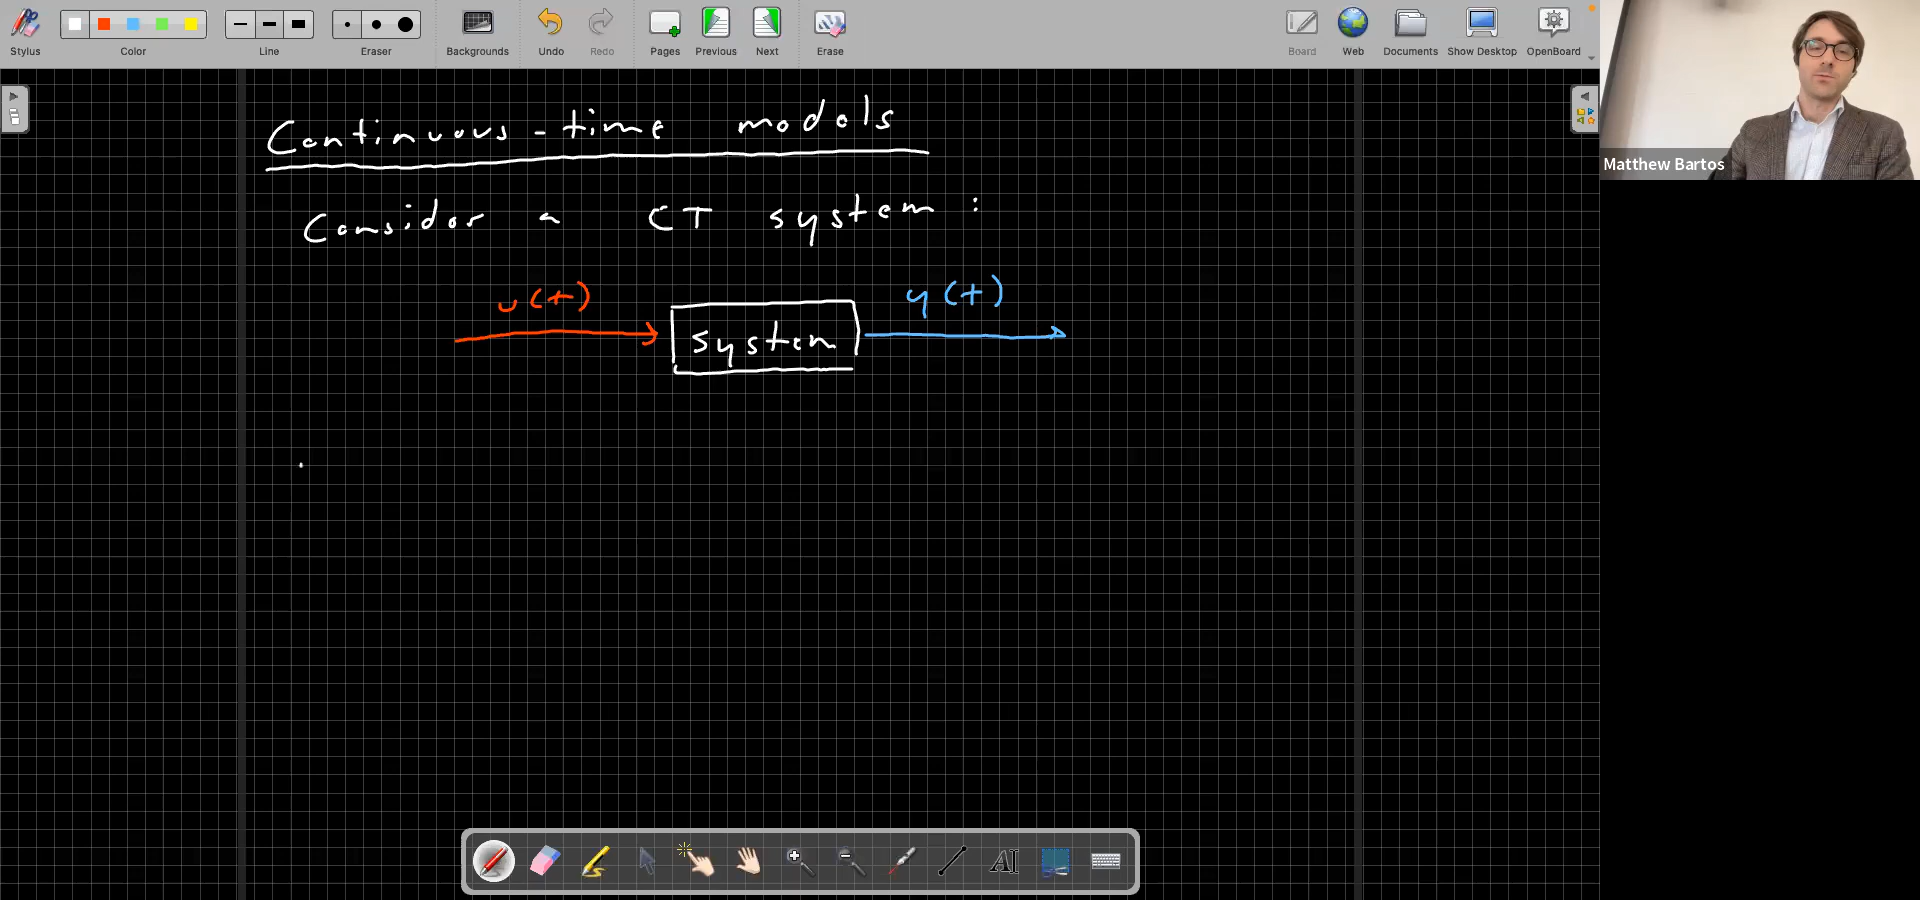 Stylus Color Line Eraser Backgrounds Undo Redo Pages Previous Next Erase Board Web Documents Show Desktop OpenBoard
Matthew Bartos
Continuous-time models
Consider a CT system:
u(t) system y(t)
AI